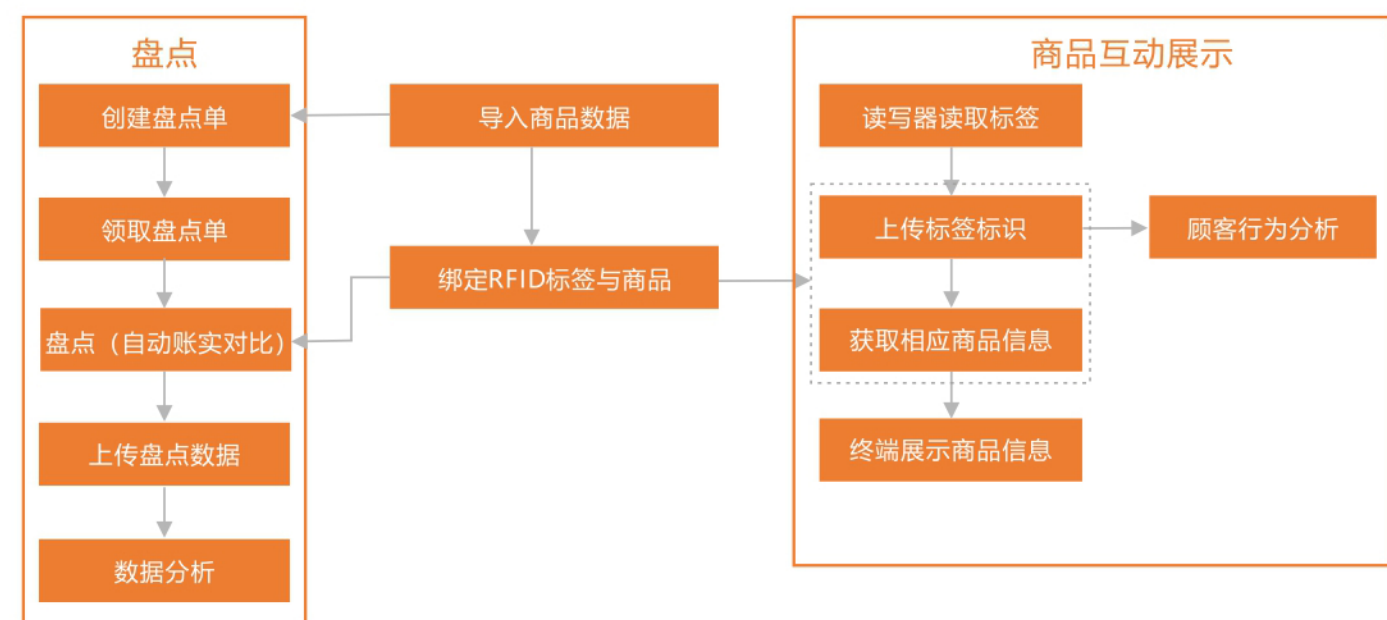 盘点
创建盘点单
领取盘点单
盘点（自动账实对比）
上传盘点数据
数据分析
导入商品数据
绑定RFID标签与商品
商品互动展示
读写器读取标签
上传标签标识
顾客行为分析
获取相应商品信息
终端展示商品信息